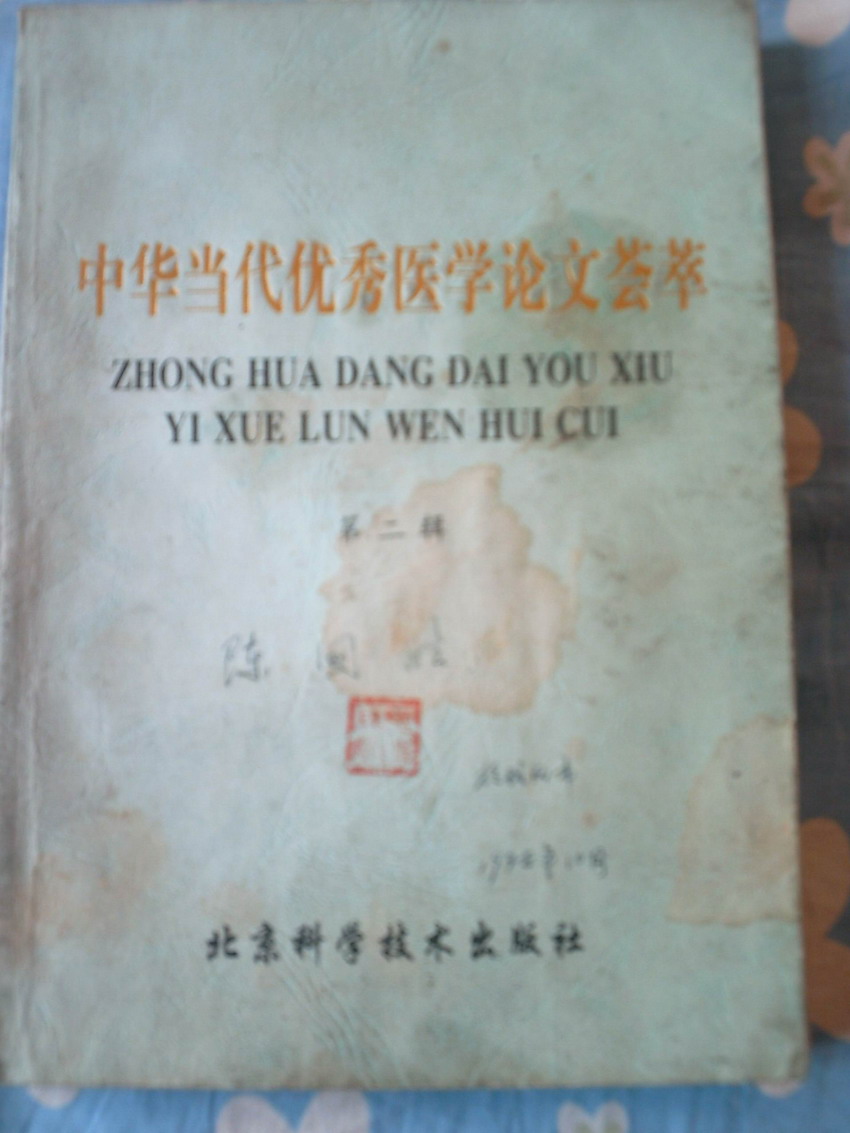 中华当代优秀医学论文荟萃
ZHONG HUA DANG DAI YOU XIU
YI XUE LUN WEN HUI CUI
第二辑
陈
北京科学技术出版社